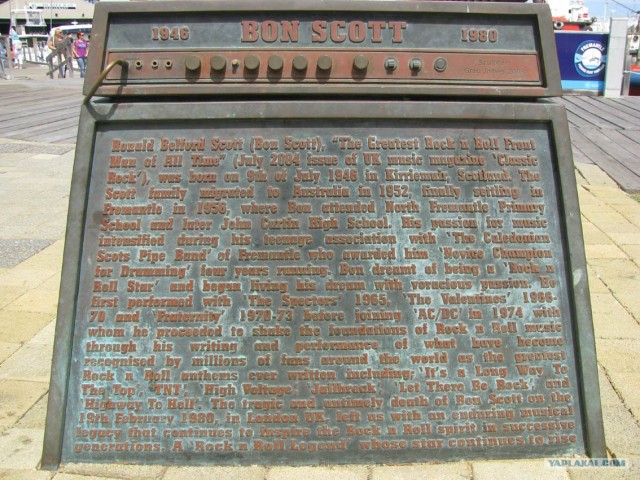 1946 BON SCOTT 1980
Ronald Belford Scott (Bon Scott), "The Greatest Rock n Roll Front
Man of All Time" (July 2004 issue of UK music magazine 'Classic
Rock'), was born on 9th of July 1946 in Kirriemuir, Scotland. The
Scott family migrated to Australia in 1952, finally settling in
Fremantle in 1956, where Bon attended North Fremantle Primary
School and later John Curtin High School. His passion for music
intensified during his teenage association with 'The Caledonian
Scots Pipe Band' of Fremantle who awarded him 'Novice Champion
for Drumming' four years running. Bon dreamt of being a 'Rock n
Roll Star' and began living his dream with voracious passion. He
first performed with 'The Spectors' 1965, 'The Valentines' 1966-
70 and 'Fraternity' 1970-73 before joining 'AC/DC' in 1974 with
whom he proceeded to shake the foundations of Rock n Roll music
through his writing and performance of what have become
recognised by millions of fans around the world as the greatest
Rock n Roll anthems ever written including; 'It's a Long Way To
The Top', 'TNT', 'High Voltage', 'Jailbreak', 'Let There Be Rock', and
'Highway To Hell'. The tragic and untimely death of Bon Scott on the
19th February 1980, in London UK, left us with an enduring musical
legacy that continues to inspire the Rock n Roll spirit in successive
generations. A 'Rock n Roll Legend' whose star continues to rise
YAPLAKAL.COM